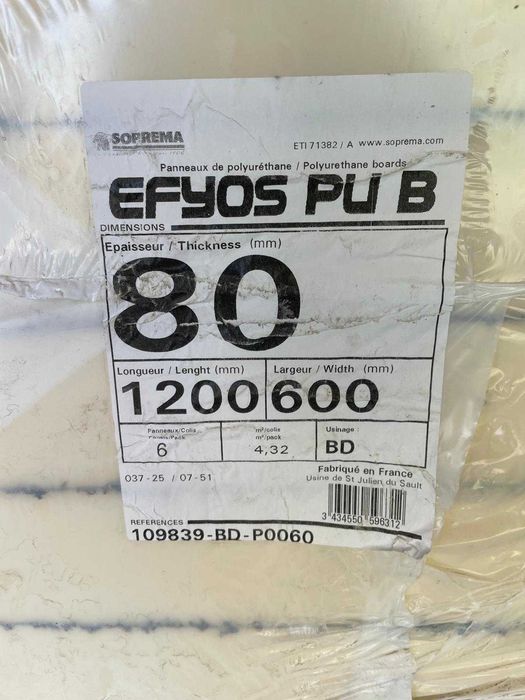 SOPREMA
ETI 71382 / A www.soprema.com
Panneaux de polyuréthane / Polyurethane boards
EFYOS PU B
DIMENSIONS
Epaisseur / Thickness (mm)
80
Longueur / Lenght (mm)
Largeur / Width (mm)
1200
600
Panneaux/Colis
m²/colis
Usinage :
Panels/Pack
m²/pack
6
4,32
BD
037-25 / 07-51
Fabriqué en France
Usine de St Julien du Sault
3 434550 596312
REFERENCES
109839-BD-P0060